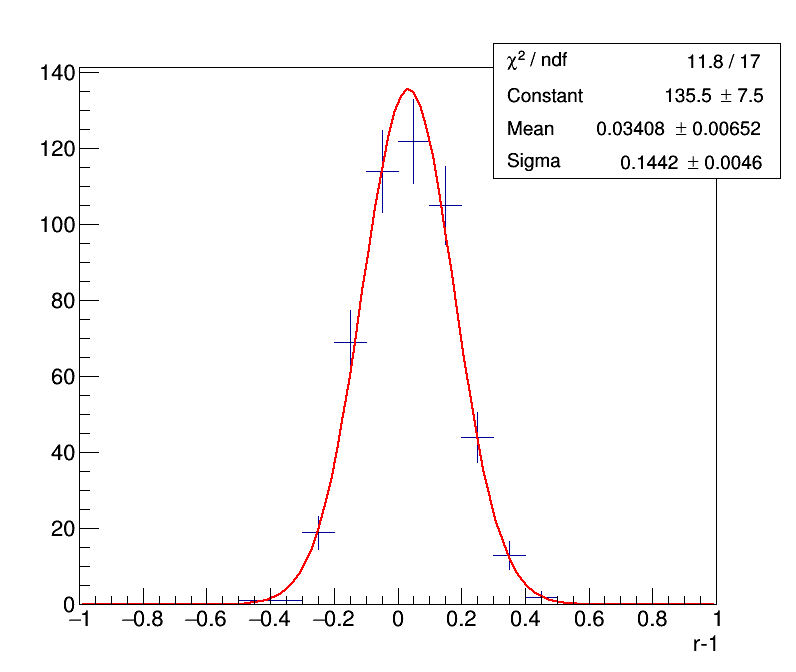 χ² / ndf 11.8 / 17
Constant 135.5 ± 7.5
Mean 0.03408 ± 0.00652
Sigma 0.1442 ± 0.0046
140
120
100
80
60
40
20
0
−1 −0.8 −0.6 −0.4 −0.2 0 0.2 0.4 0.6 0.8 1
r-1